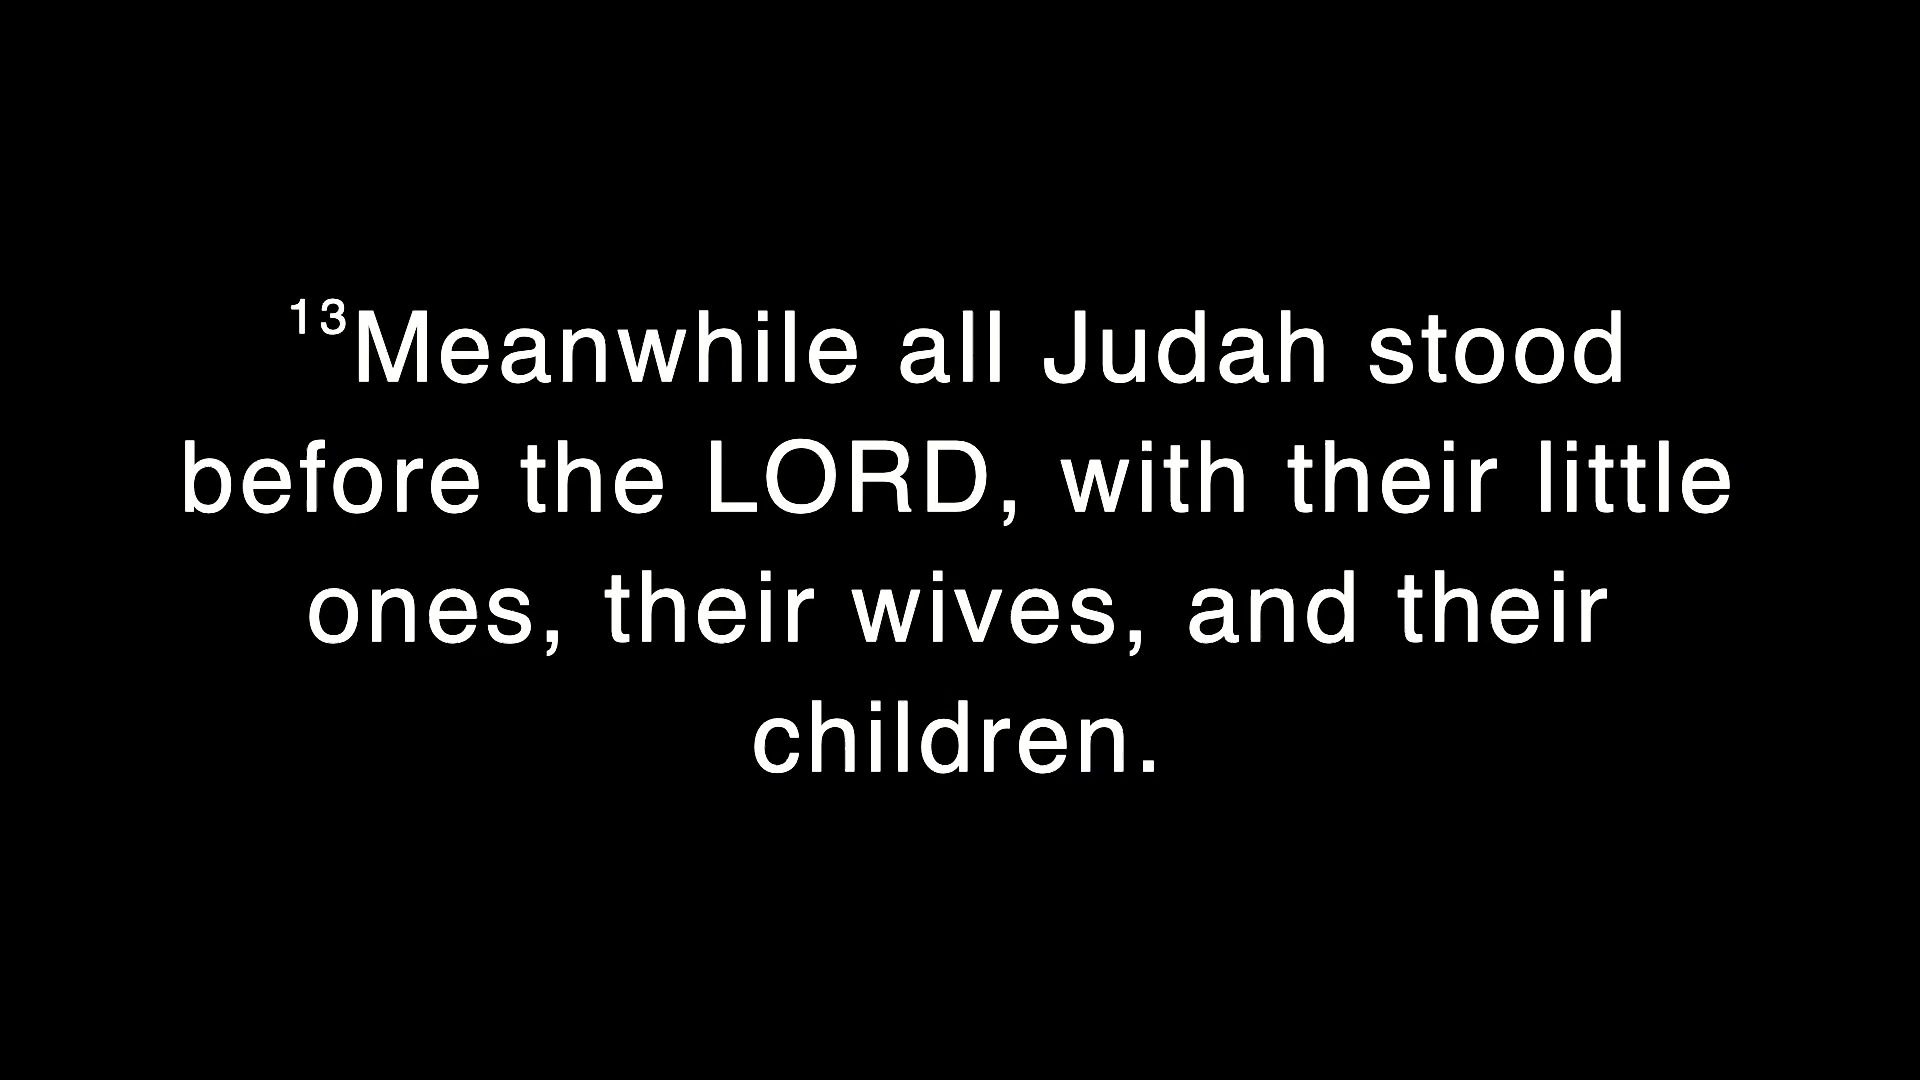 ¹³Meanwhile all Judah stood
before the LORD, with their little
ones, their wives, and their
children.